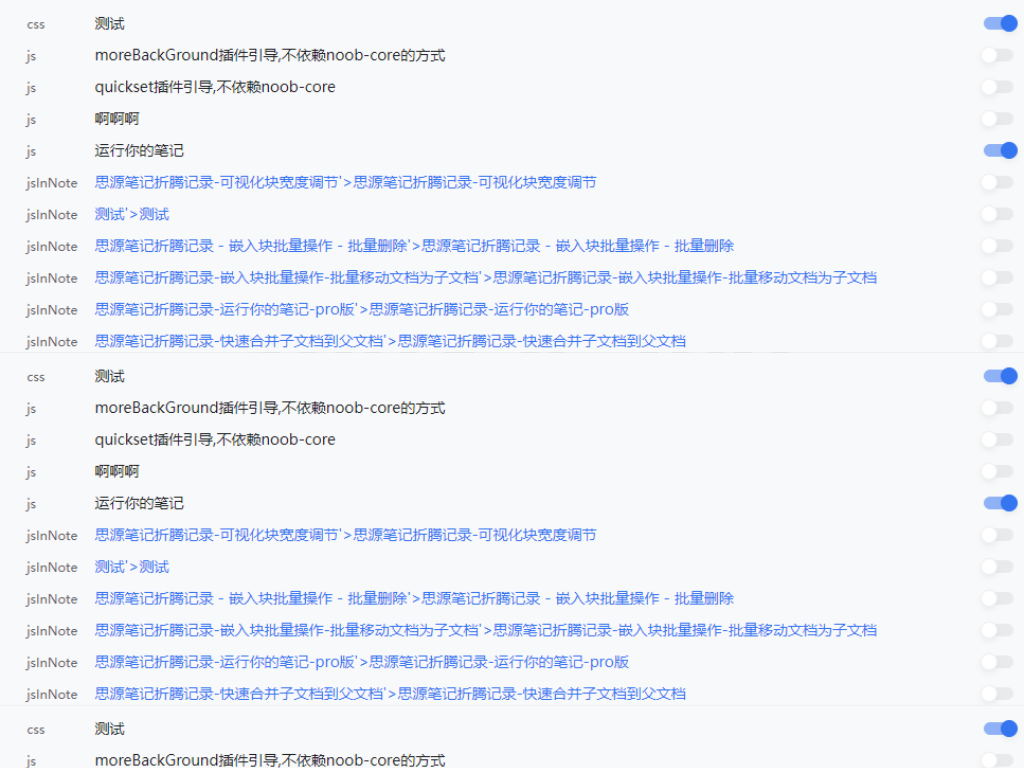 css 测试
js moreBackGround插件引导,不依赖noob-core的方式
js quickset插件引导,不依赖noob-core
js 啊啊啊
js 运行你的笔记
jsInNote 思源笔记折腾记录-可视化块宽度调节'>思源笔记折腾记录-可视化块宽度调节
jsInNote 测试'>测试
jsInNote 思源笔记折腾记录 - 嵌入块批量操作 - 批量删除'>思源笔记折腾记录 - 嵌入块批量操作 - 批量删除
jsInNote 思源笔记折腾记录-嵌入块批量操作-批量移动文档为子文档'>思源笔记折腾记录-嵌入块批量操作-批量移动文档为子文档
jsInNote 思源笔记折腾记录-运行你的笔记-pro版'>思源笔记折腾记录-运行你的笔记-pro版
jsInNote 思源笔记折腾记录-快速合并子文档到父文档'>思源笔记折腾记录-快速合并子文档到父文档
css 测试
js moreBackGround插件引导,不依赖noob-core的方式
js quickset插件引导,不依赖noob-core
js 啊啊啊
js 运行你的笔记
jsInNote 思源笔记折腾记录-可视化块宽度调节'>思源笔记折腾记录-可视化块宽度调节
jsInNote 测试'>测试
jsInNote 思源笔记折腾记录 - 嵌入块批量操作 - 批量删除'>思源笔记折腾记录 - 嵌入块批量操作 - 批量删除
jsInNote 思源笔记折腾记录-嵌入块批量操作-批量移动文档为子文档'>思源笔记折腾记录-嵌入块批量操作-批量移动文档为子文档
jsInNote 思源笔记折腾记录-运行你的笔记-pro版'>思源笔记折腾记录-运行你的笔记-pro版
jsInNote 思源笔记折腾记录-快速合并子文档到父文档'>思源笔记折腾记录-快速合并子文档到父文档
css 测试
js moreBackGround插件引导,不依赖noob-core的方式